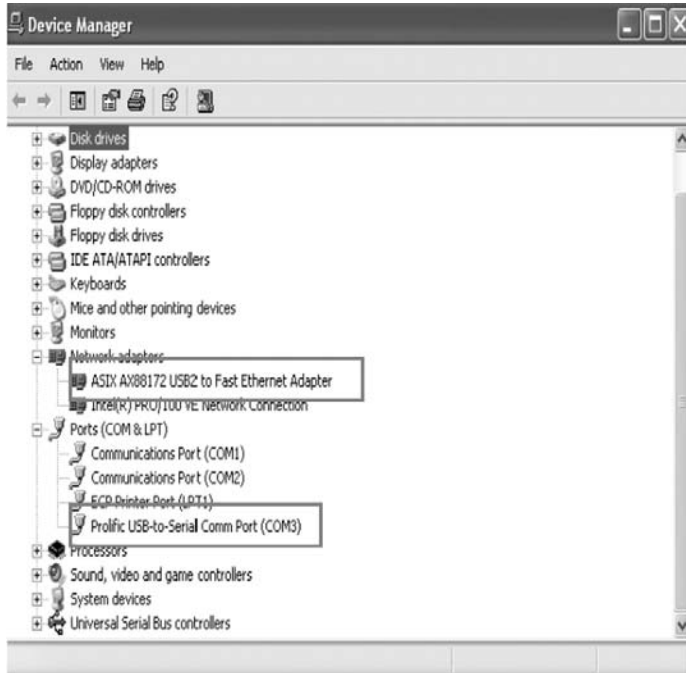 Device Manager
File Action View Help
Disk drives
Display adapters
DVD/CD-ROM drives
Floppy disk controllers
Floppy disk drives
IDE ATA/ATAPI controllers
Keyboards
Mice and other pointing devices
Monitors
Network adapters
ASIX AX88172 USB2 to Fast Ethernet Adapter
Intel(R) PRO/100 VE Network Connection
Ports (COM & LPT)
Communications Port (COM1)
Communications Port (COM2)
ECP Printer Port (LPT1)
Prolific USB-to-Serial Comm Port (COM3)
Processors
Sound, video and game controllers
System devices
Universal Serial Bus controllers